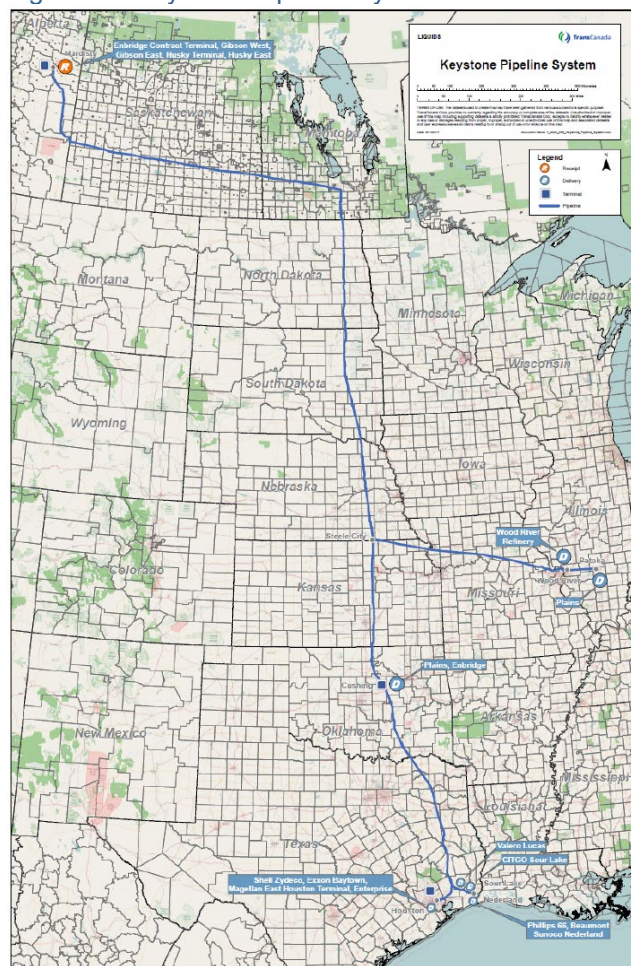 Alberta
Enbridge Contract Terminal, Gibson West,
Gibson East, Husky Terminal, Husky East
Hardisty
R
Saskatchewan
Manitoba
LIQUIDS
TransCanada
Keystone Pipeline System
Legend
N
R Receipt
D Delivery
Terminal
Pipeline
Montana
North Dakota
Minnesota
Michigan
Wisconsin
South Dakota
Wyoming
Iowa
Nebraska
Illinois
Steele City
Wood River
Refinery
D
Patoka
Wood River
D
Plains
Colorado
Kansas
Missouri
Plains, Enbridge
D
Cushing
Oklahoma
Arkansas
New Mexico
Mississippi
Louisiana
Texas
Valero Lucas
CITGO Sour Lake
Shell Zydeco, Exxon Baytown,
Magellan East Houston Terminal, Enterprise
D
D
Sour Lake
Nederland
Houston
D
D
Phillips 66, Beaumont
Sunoco Nederland